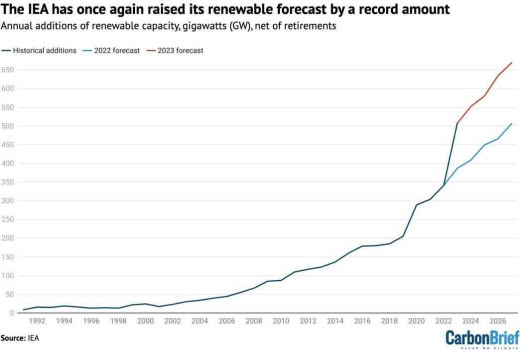 The IEA has once again raised its renewable forecast by a record amount
Annual additions of renewable capacity, gigawatts (GW), net of retirements
Historical additions 2022 forecast 2023 forecast
650
600
550
500
450
400
350
300
250
200
150
100
50
0
1992 1994 1996 1998 2000 2002 2004 2006 2008 2010 2012 2014 2016 2018 2020 2022 2024 2026
Source: IEA
CarbonBrief
CLEAR ON CLIMATE